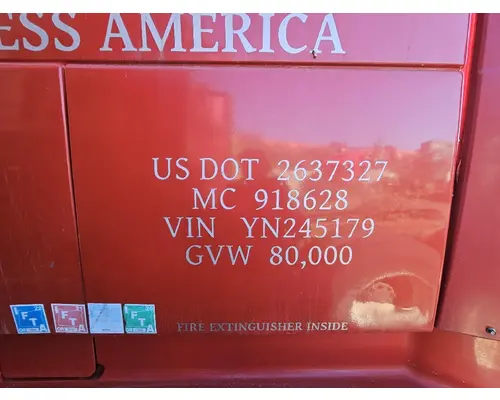 ESS AMERICA
US DOT 2637327
MC 918628
VIN YN245179
GVW 80,000
FIRE EXTINGUISHER INSIDE